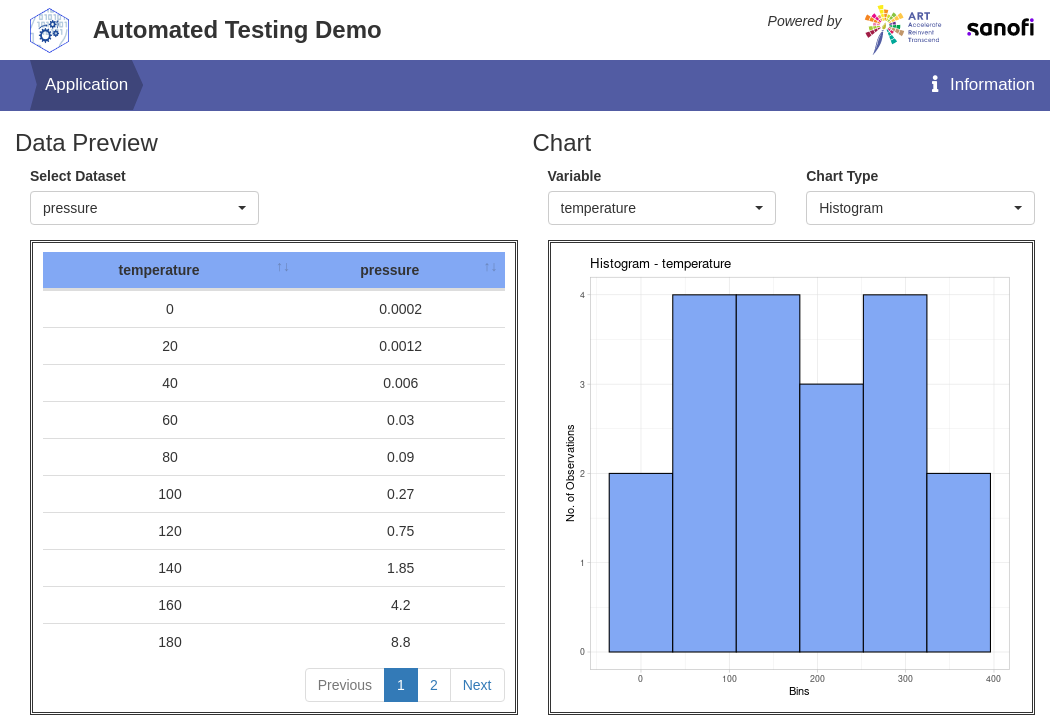 Automated Testing Demo
Powered by
ART
Accelerate
Reinvent
Transcend
sanofi
Application
Information
Data Preview
Select Dataset
pressure
temperature ↑↓ pressure ↑↓
0 0.0002
20 0.0012
40 0.006
60 0.03
80 0.09
100 0.27
120 0.75
140 1.85
160 4.2
180 8.8
Previous 1 2 Next
Chart
Variable Chart Type
temperature Histogram
Histogram - temperature
4
3
2
1
0
No. of Observations
0 100 200 300 400
Bins